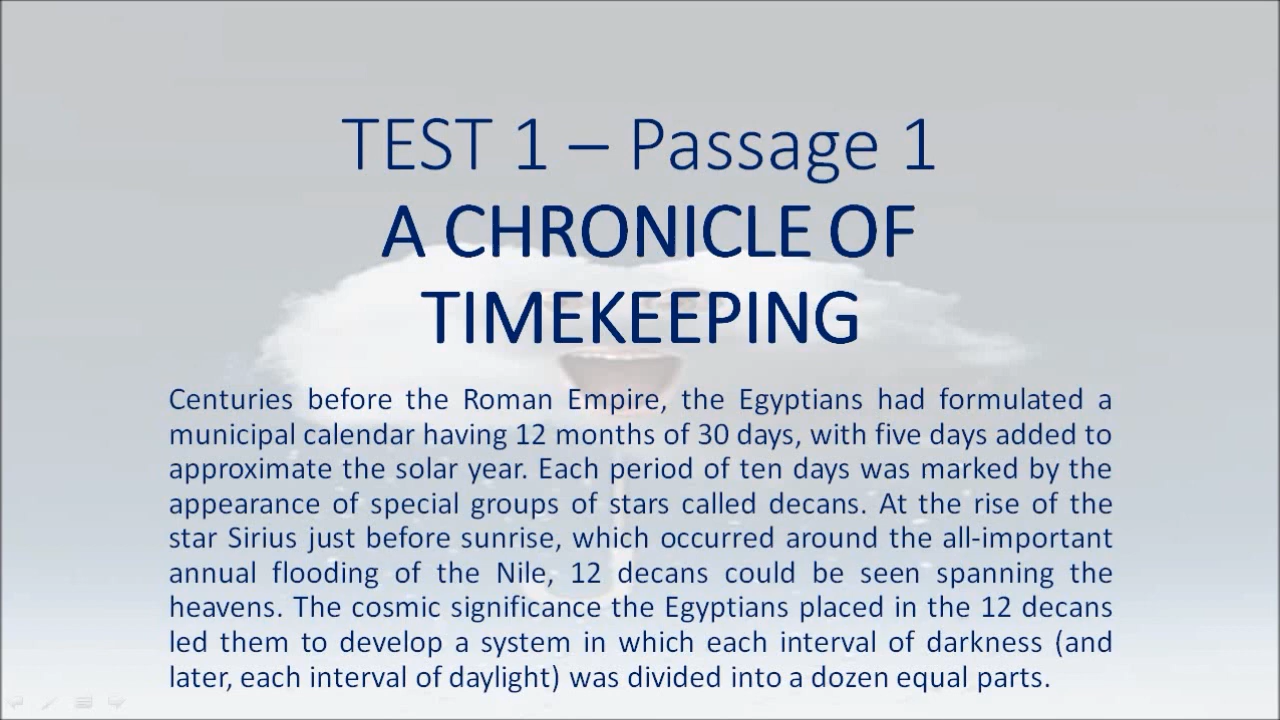 TEST 1 – Passage 1
A CHRONICLE OF
TIMEKEEPING
Centuries before the Roman Empire, the Egyptians had formulated a
municipal calendar having 12 months of 30 days, with five days added to
approximate the solar year. Each period of ten days was marked by the
appearance of special groups of stars called decans. At the rise of the
star Sirius just before sunrise, which occurred around the all-important
annual flooding of the Nile, 12 decans could be seen spanning the
heavens. The cosmic significance the Egyptians placed in the 12 decans
led them to develop a system in which each interval of darkness (and
later, each interval of daylight) was divided into a dozen equal parts.